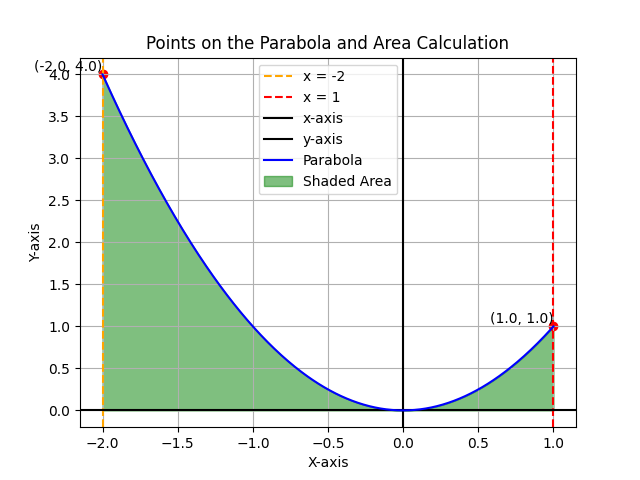 Points on the Parabola and Area Calculation
(-2.0, 4.0)
x = -2
x = 1
x-axis
y-axis
Parabola
Shaded Area
(1.0, 1.0)
4.0
3.5
3.0
2.5
2.0
1.5
1.0
0.5
0.0
Y-axis
−2.0 −1.5 −1.0 −0.5 0.0 0.5 1.0
X-axis